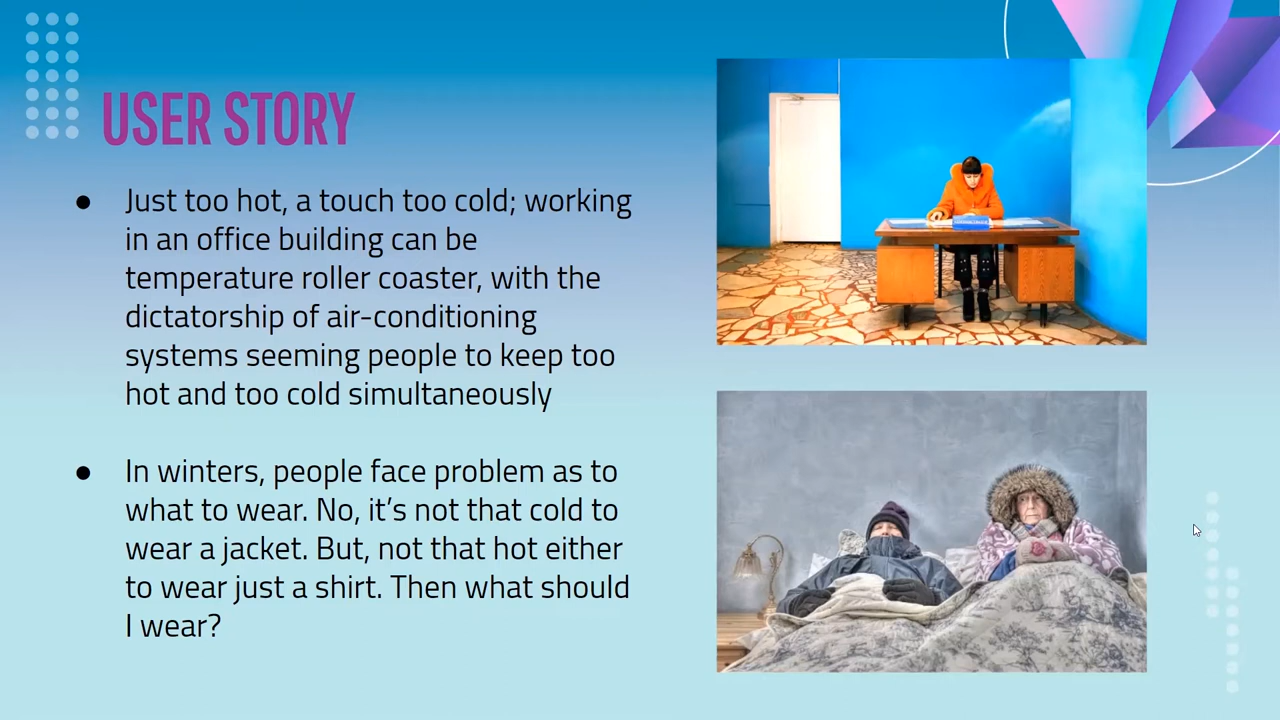 USER STORY
● Just too hot, a touch too cold; working
in an office building can be
temperature roller coaster, with the
dictatorship of air-conditioning
systems seeming people to keep too
hot and too cold simultaneously
● In winters, people face problem as to
what to wear. No, it’s not that cold to
wear a jacket. But, not that hot either
to wear just a shirt. Then what should
I wear?